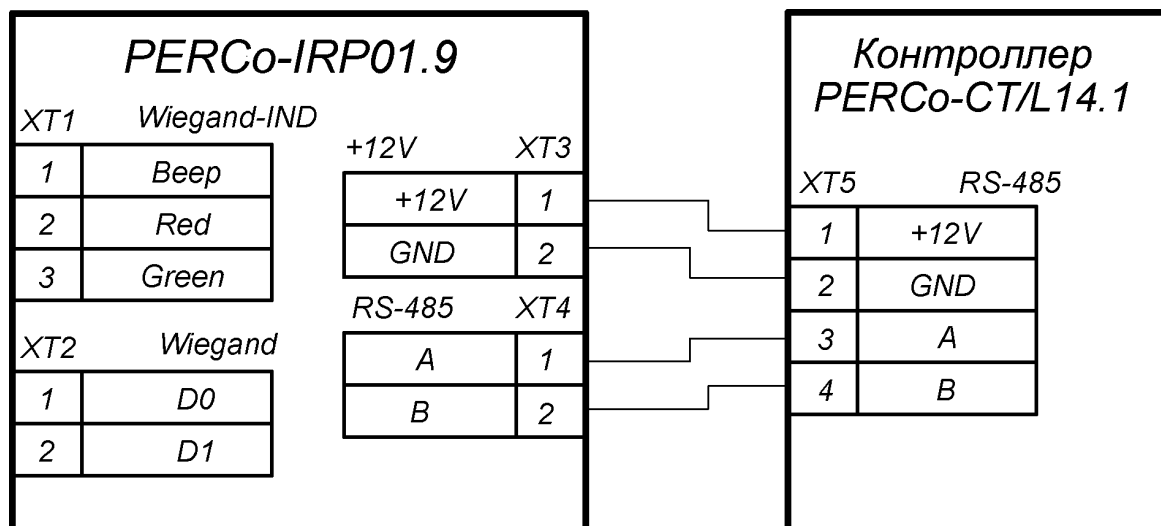 PERCo-IRP01.9
XT1 Wiegand-IND
1 Beep
2 Red
3 Green
XT2 Wiegand
1 D0
2 D1
+12V XT3
+12V 1
GND 2
RS-485 XT4
A 1
B 2
Контроллер
PERCo-CT/L14.1
XT5 RS-485
1 +12V
2 GND
3 A
4 B